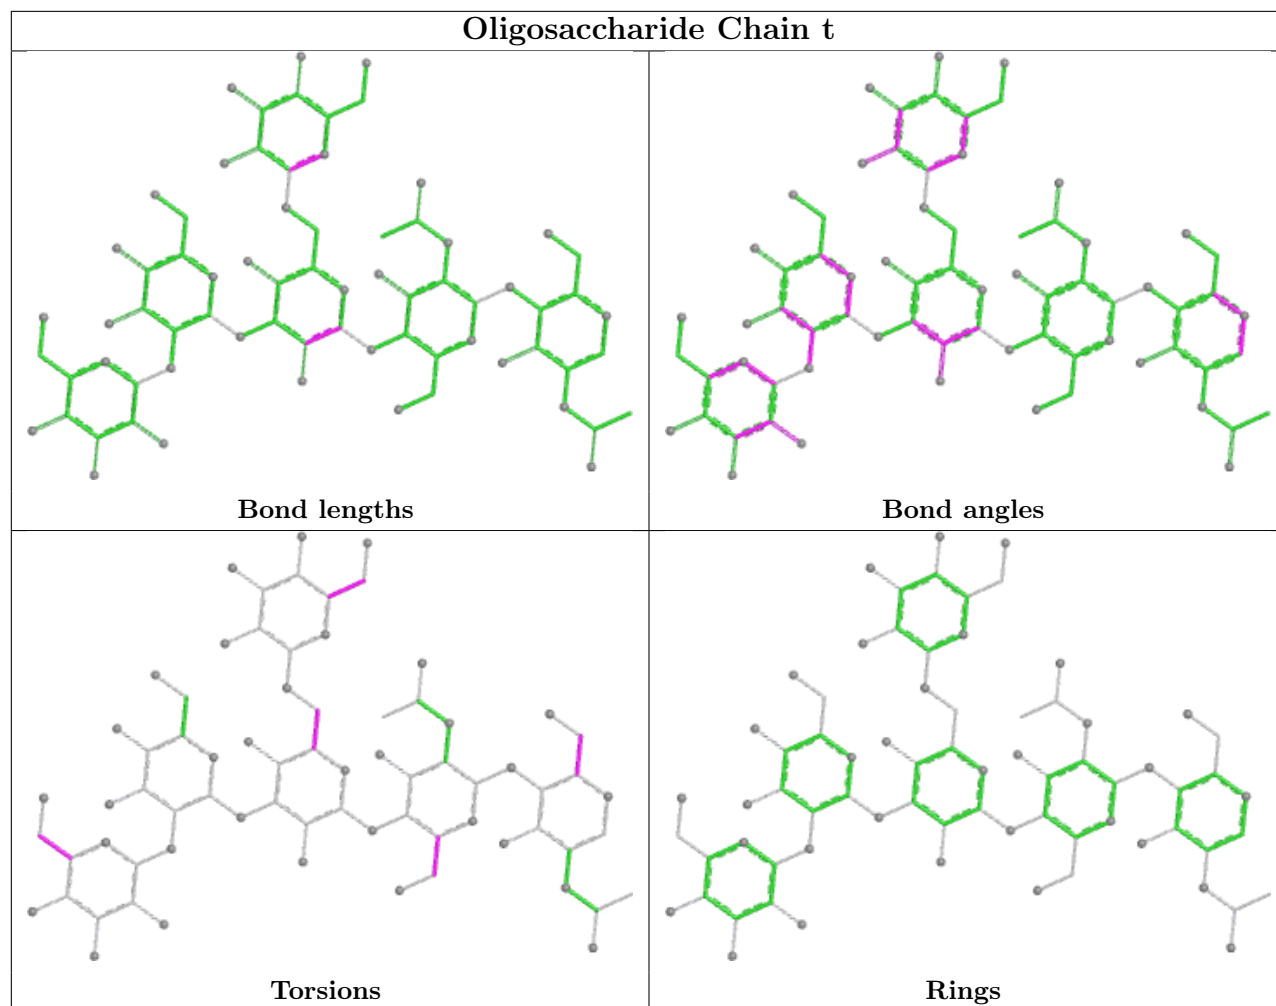 Oligosaccharide Chain t
Bond lengths
Bond angles
Torsions
Rings